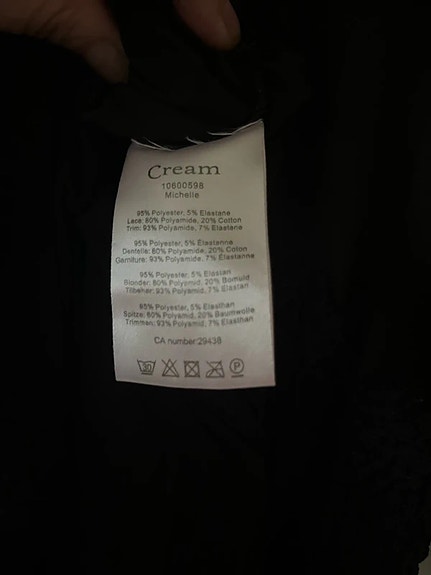 Cream
10600598
Michelle
95% Polyester, 5% Elastane
Lace: 80% Polyamide, 20% Cotton
Trim: 93% Polyamide, 7% Elastane
95% Polyester, 5% Elastanne
Dentelle: 80% Polyamide, 20% Coton
Garniture: 93% Polyamide, 7% Elastanne
95% Polyester, 5% Elastan
Blonder: 80% Polyamid, 20% Bomuld
Tilbehør: 93% Polyamid, 7% Elastan
95% Polyester, 5% Elasthan
Spitze: 80% Polyamid, 20% Baumwolle
Trimmen: 93% Polyamid, 7% Elasthan
CA number:29439
30 P